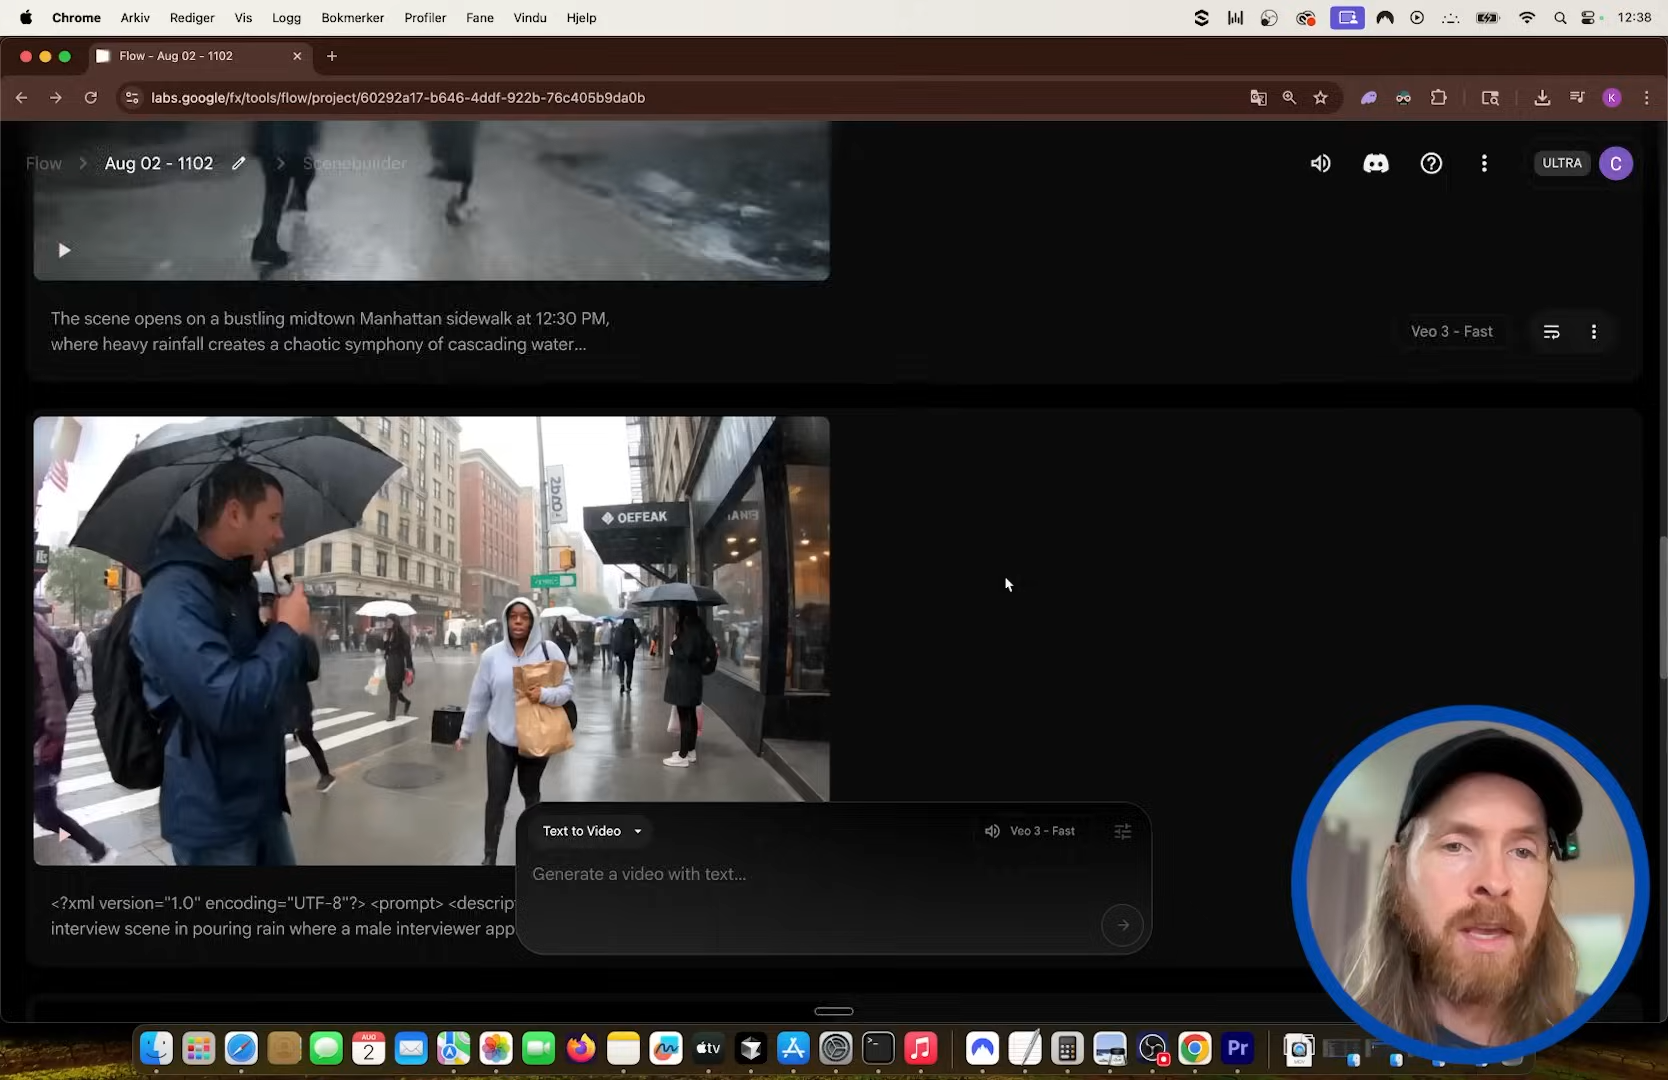 Chrome Arkiv Rediger Vis Logg Bokmerker Profiler Fane Vindu Hjelp 12:38
Flow - Aug 02 - 1102
labs.google/fx/tools/flow/project/60292a17-b646-4ddf-922b-76c405b9da0b K
Flow Aug 02 - 1102 Scenebuilder ULTRA C
The scene opens on a bustling midtown Manhattan sidewalk at 12:30 PM,
where heavy rainfall creates a chaotic symphony of cascading water...
Veo 3 - Fast
OEFEAK
Text to Video Veo 3 - Fast
Generate a video with text...
<?xml version="1.0" encoding="UTF-8"?> <prompt> <descrip
interview scene in pouring rain where a male interviewer app
AUG
2
tv
Pr